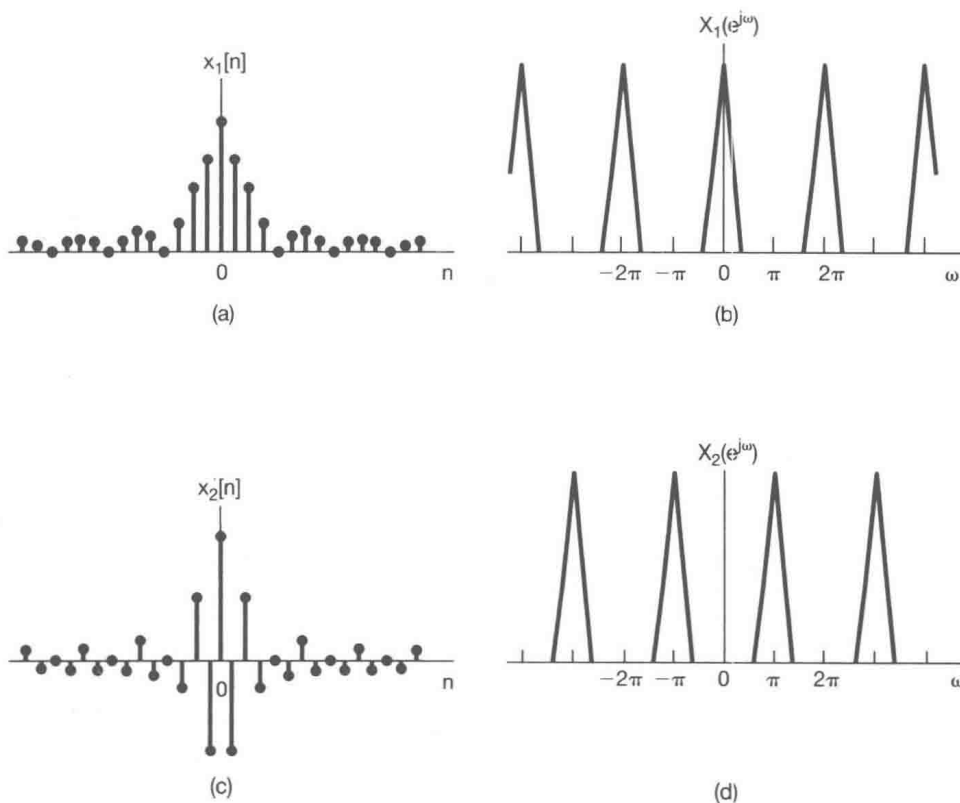 x₁[n]
0
n
(a)
X₁(e^{jω})
−2π −π 0 π 2π ω
(b)
x₂[n]
0
n
(c)
X₂(e^{jω})
−2π −π 0 π 2π ω
(d)